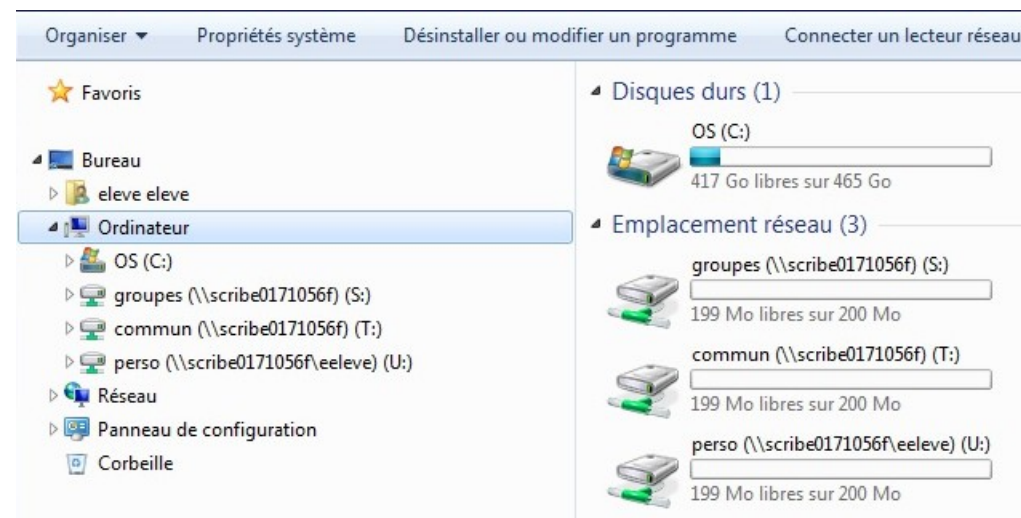 Organiser Propriétés système Désinstaller ou modifier un programme Connecter un lecteur réseau
Favoris
Bureau
eleve eleve
Ordinateur
OS (C:)
groupes (\\scribe0171056f) (S:)
commun (\\scribe0171056f) (T:)
perso (\\scribe0171056f\eeleve) (U:)
Réseau
Panneau de configuration
Corbeille
Disques durs (1)
OS (C:)
417 Go libres sur 465 Go
Emplacement réseau (3)
groupes (\\scribe0171056f) (S:)
199 Mo libres sur 200 Mo
commun (\\scribe0171056f) (T:)
199 Mo libres sur 200 Mo
perso (\\scribe0171056f\eeleve) (U:)
199 Mo libres sur 200 Mo